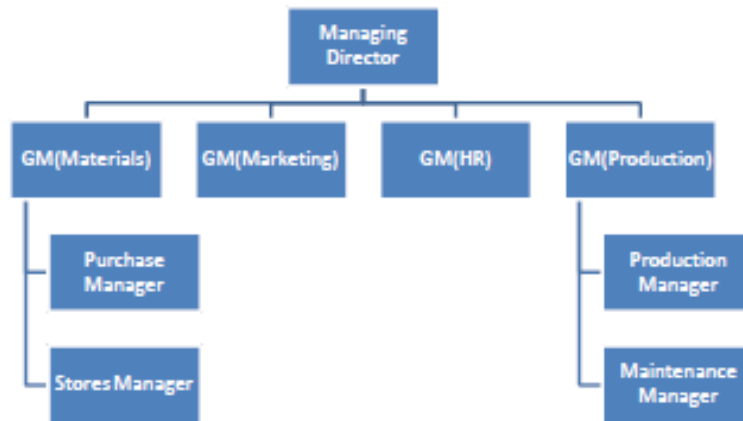 Managing
Director
GM(Materials)
GM(Marketing)
GM(HR)
GM(Production)
Purchase
Manager
Production
Manager
Stores Manager
Maintenance
Manager